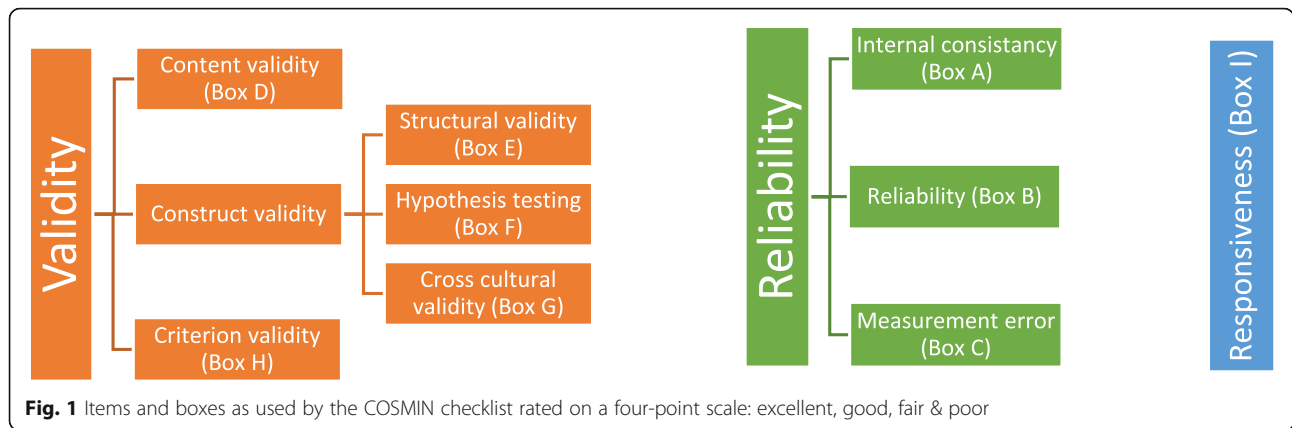 Validity
Content validity
(Box D)
Construct validity
Criterion validity
(Box H)
Structural validity
(Box E)
Hypothesis testing
(Box F)
Cross cultural
validity (Box G)
Reliability
Internal consistancy
(Box A)
Reliability (Box B)
Measurement error
(Box C)
Responsiveness (Box I)
Fig. 1 Items and boxes as used by the COSMIN checklist rated on a four-point scale: excellent, good, fair & poor